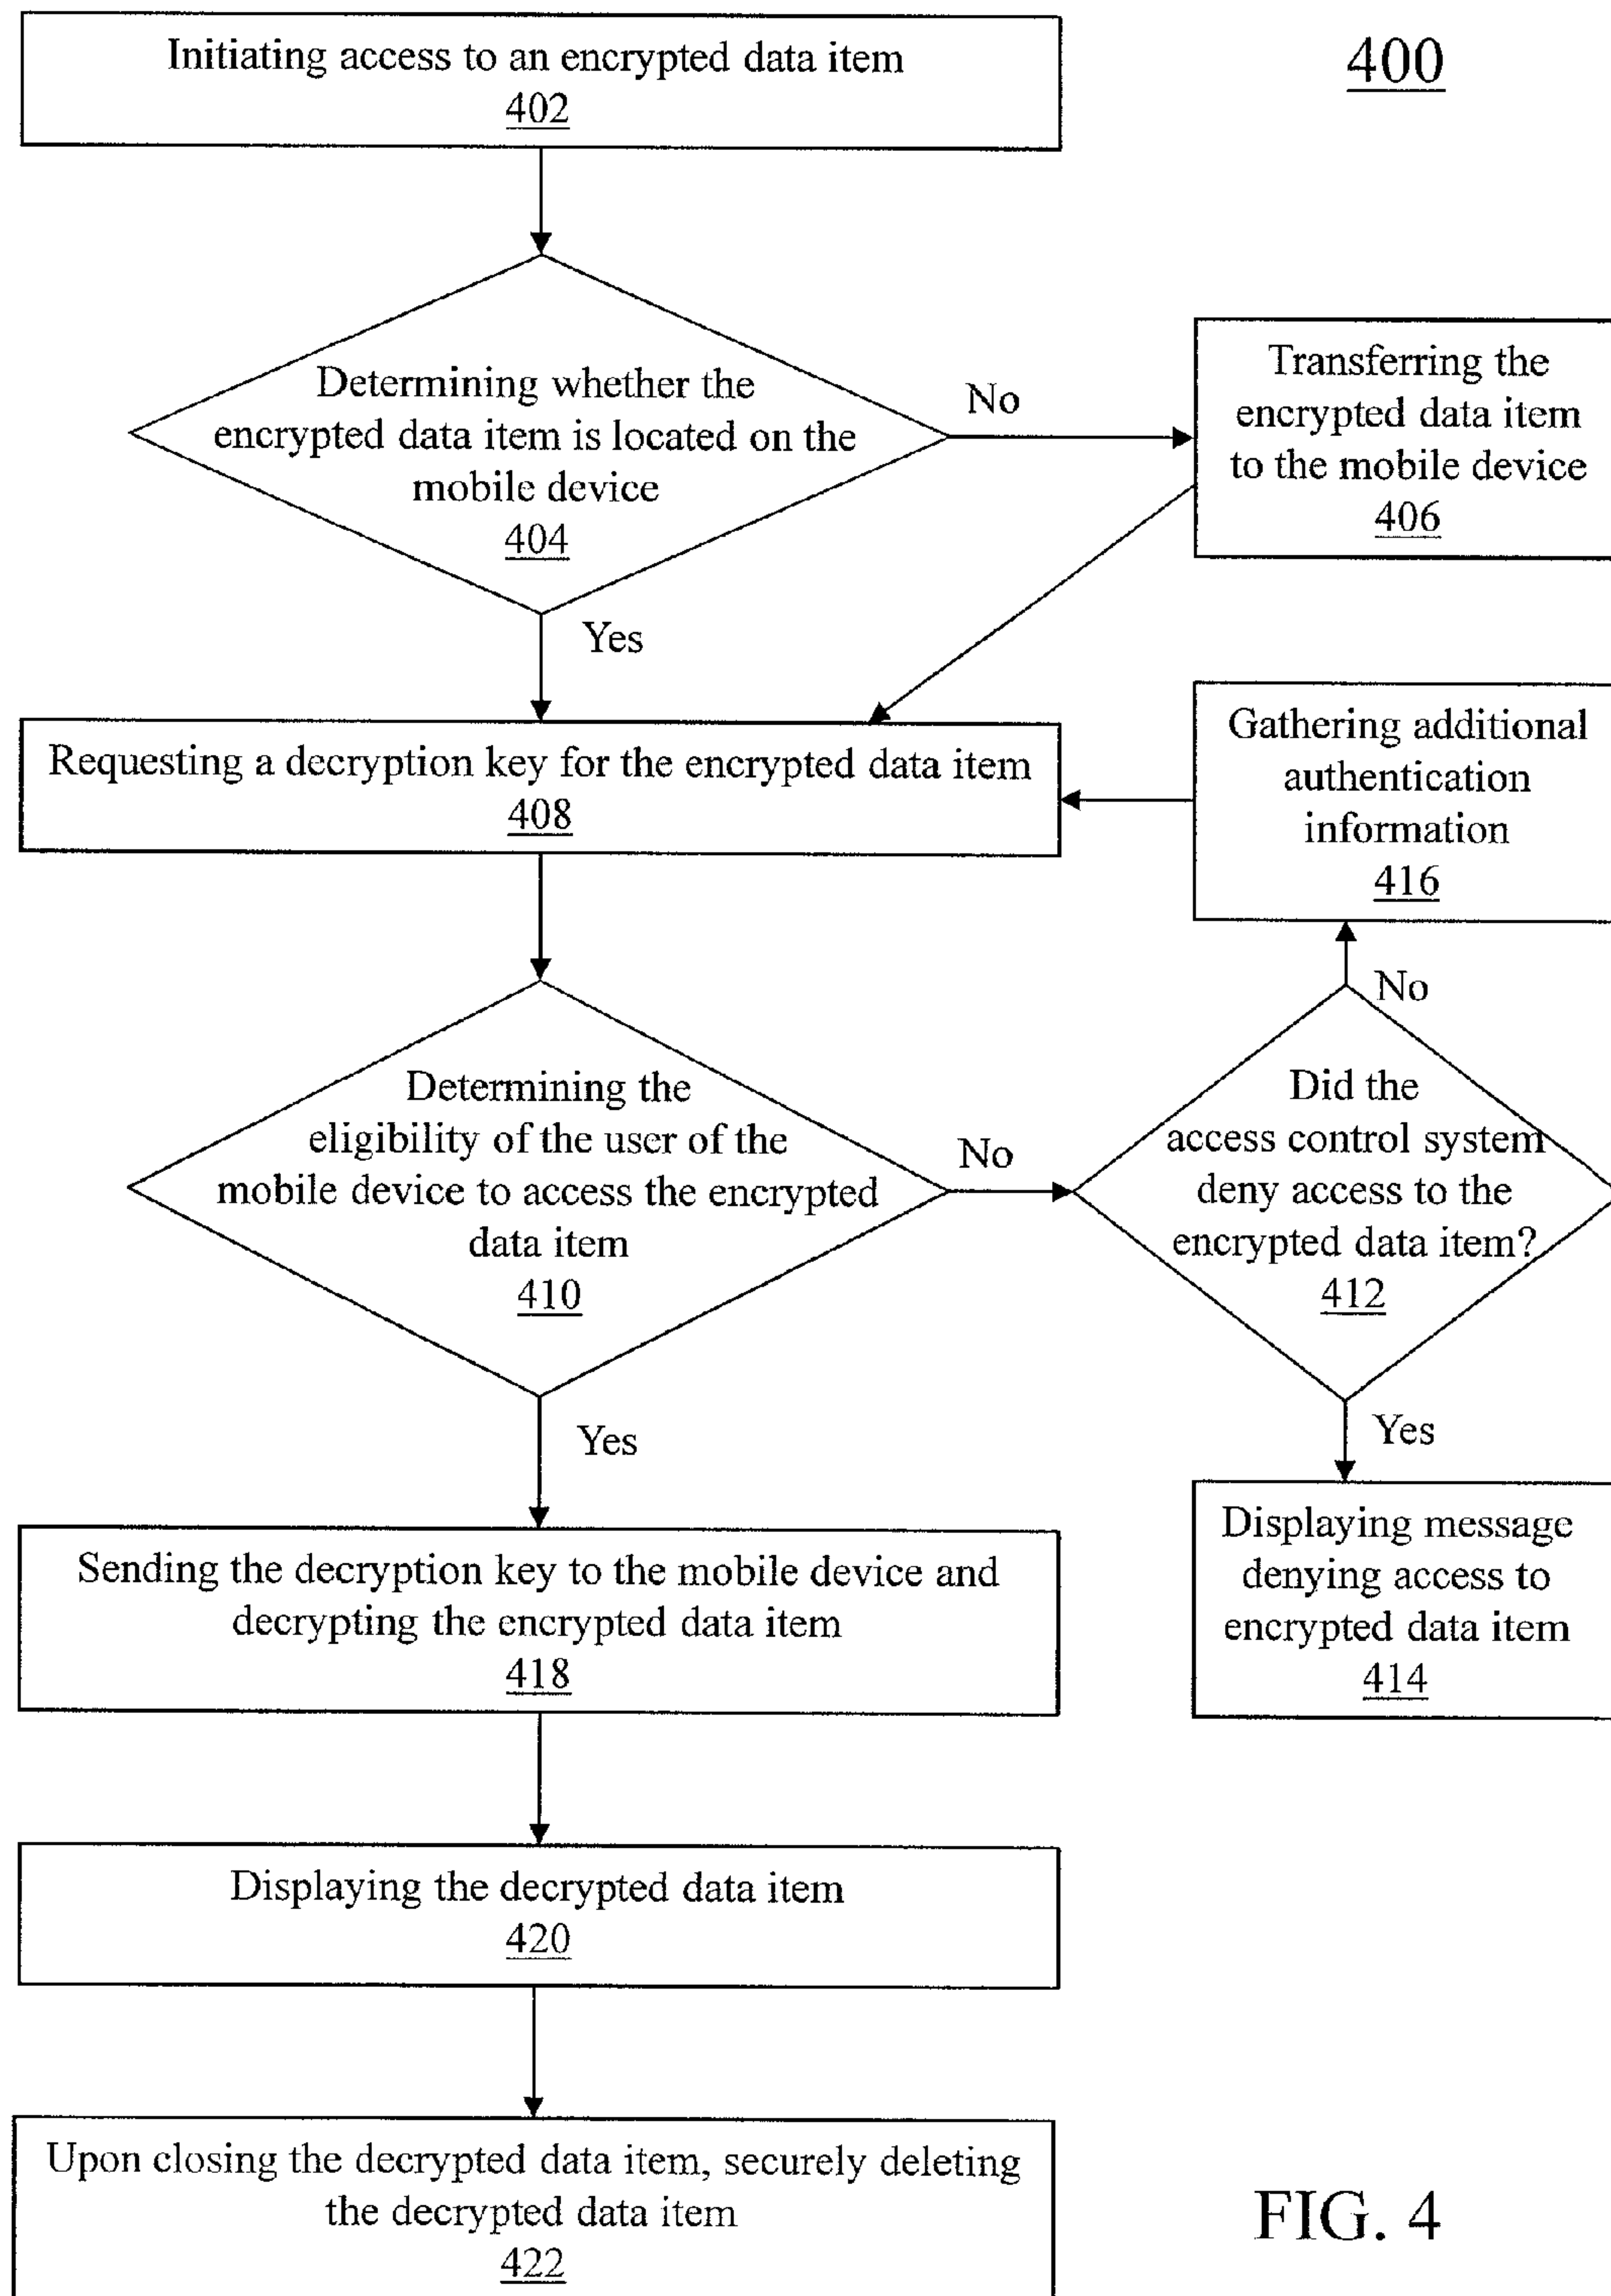 Initiating access to an encrypted data item
402
400
Determining whether the
encrypted data item is located on the
mobile device
404
No
Transferring the
encrypted data item
to the mobile device
406
Yes
Requesting a decryption key for the encrypted data item
408
Gathering additional
authentication
information
416
No
Determining the
eligibility of the user of the
mobile device to access the encrypted
data item
410
No
Did the
access control system
deny access to the
encrypted data item?
412
Yes
Yes
Sending the decryption key to the mobile device and
decrypting the encrypted data item
418
Displaying message
denying access to
encrypted data item
414
Displaying the decrypted data item
420
Upon closing the decrypted data item, securely deleting
the decrypted data item
422
FIG. 4